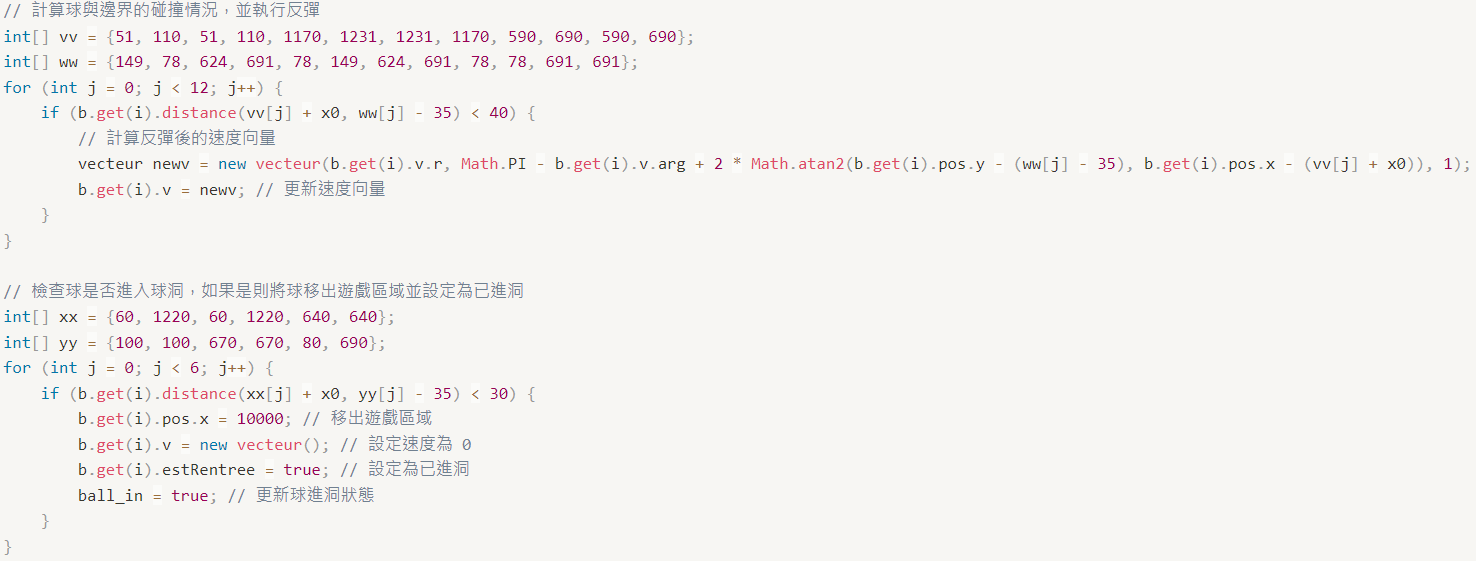 // 計算球與邊界的碰撞情況，並執行反彈
int[] vv = {51, 110, 51, 110, 1170, 1231, 1231, 1170, 590, 690, 590, 690};
int[] ww = {149, 78, 624, 691, 78, 149, 624, 691, 78, 78, 691, 691};
for (int j = 0; j < 12; j++) {
    if (b.get(i).distance(vv[j] + x0, ww[j] - 35) < 40) {
        // 計算反彈後的速度向量
        vecteur newv = new vecteur(b.get(i).v.r, Math.PI - b.get(i).v.arg + 2 * Math.atan2(b.get(i).pos.y - (ww[j] - 35), b.get(i).pos.x - (vv[j] + x0)), 1);
        b.get(i).v = newv; // 更新速度向量
    }
}

// 檢查球是否進入球洞，如果是則將球移出遊戲區域並設定為已進洞
int[] xx = {60, 1220, 60, 1220, 640, 640};
int[] yy = {100, 100, 670, 670, 80, 690};
for (int j = 0; j < 6; j++) {
    if (b.get(i).distance(xx[j] + x0, yy[j] - 35) < 30) {
        b.get(i).pos.x = 10000; // 移出遊戲區域
        b.get(i).v = new vecteur(); // 設定速度為 0
        b.get(i).estRentree = true; // 設定為已進洞
        ball_in = true; // 更新球進洞狀態
    }
}